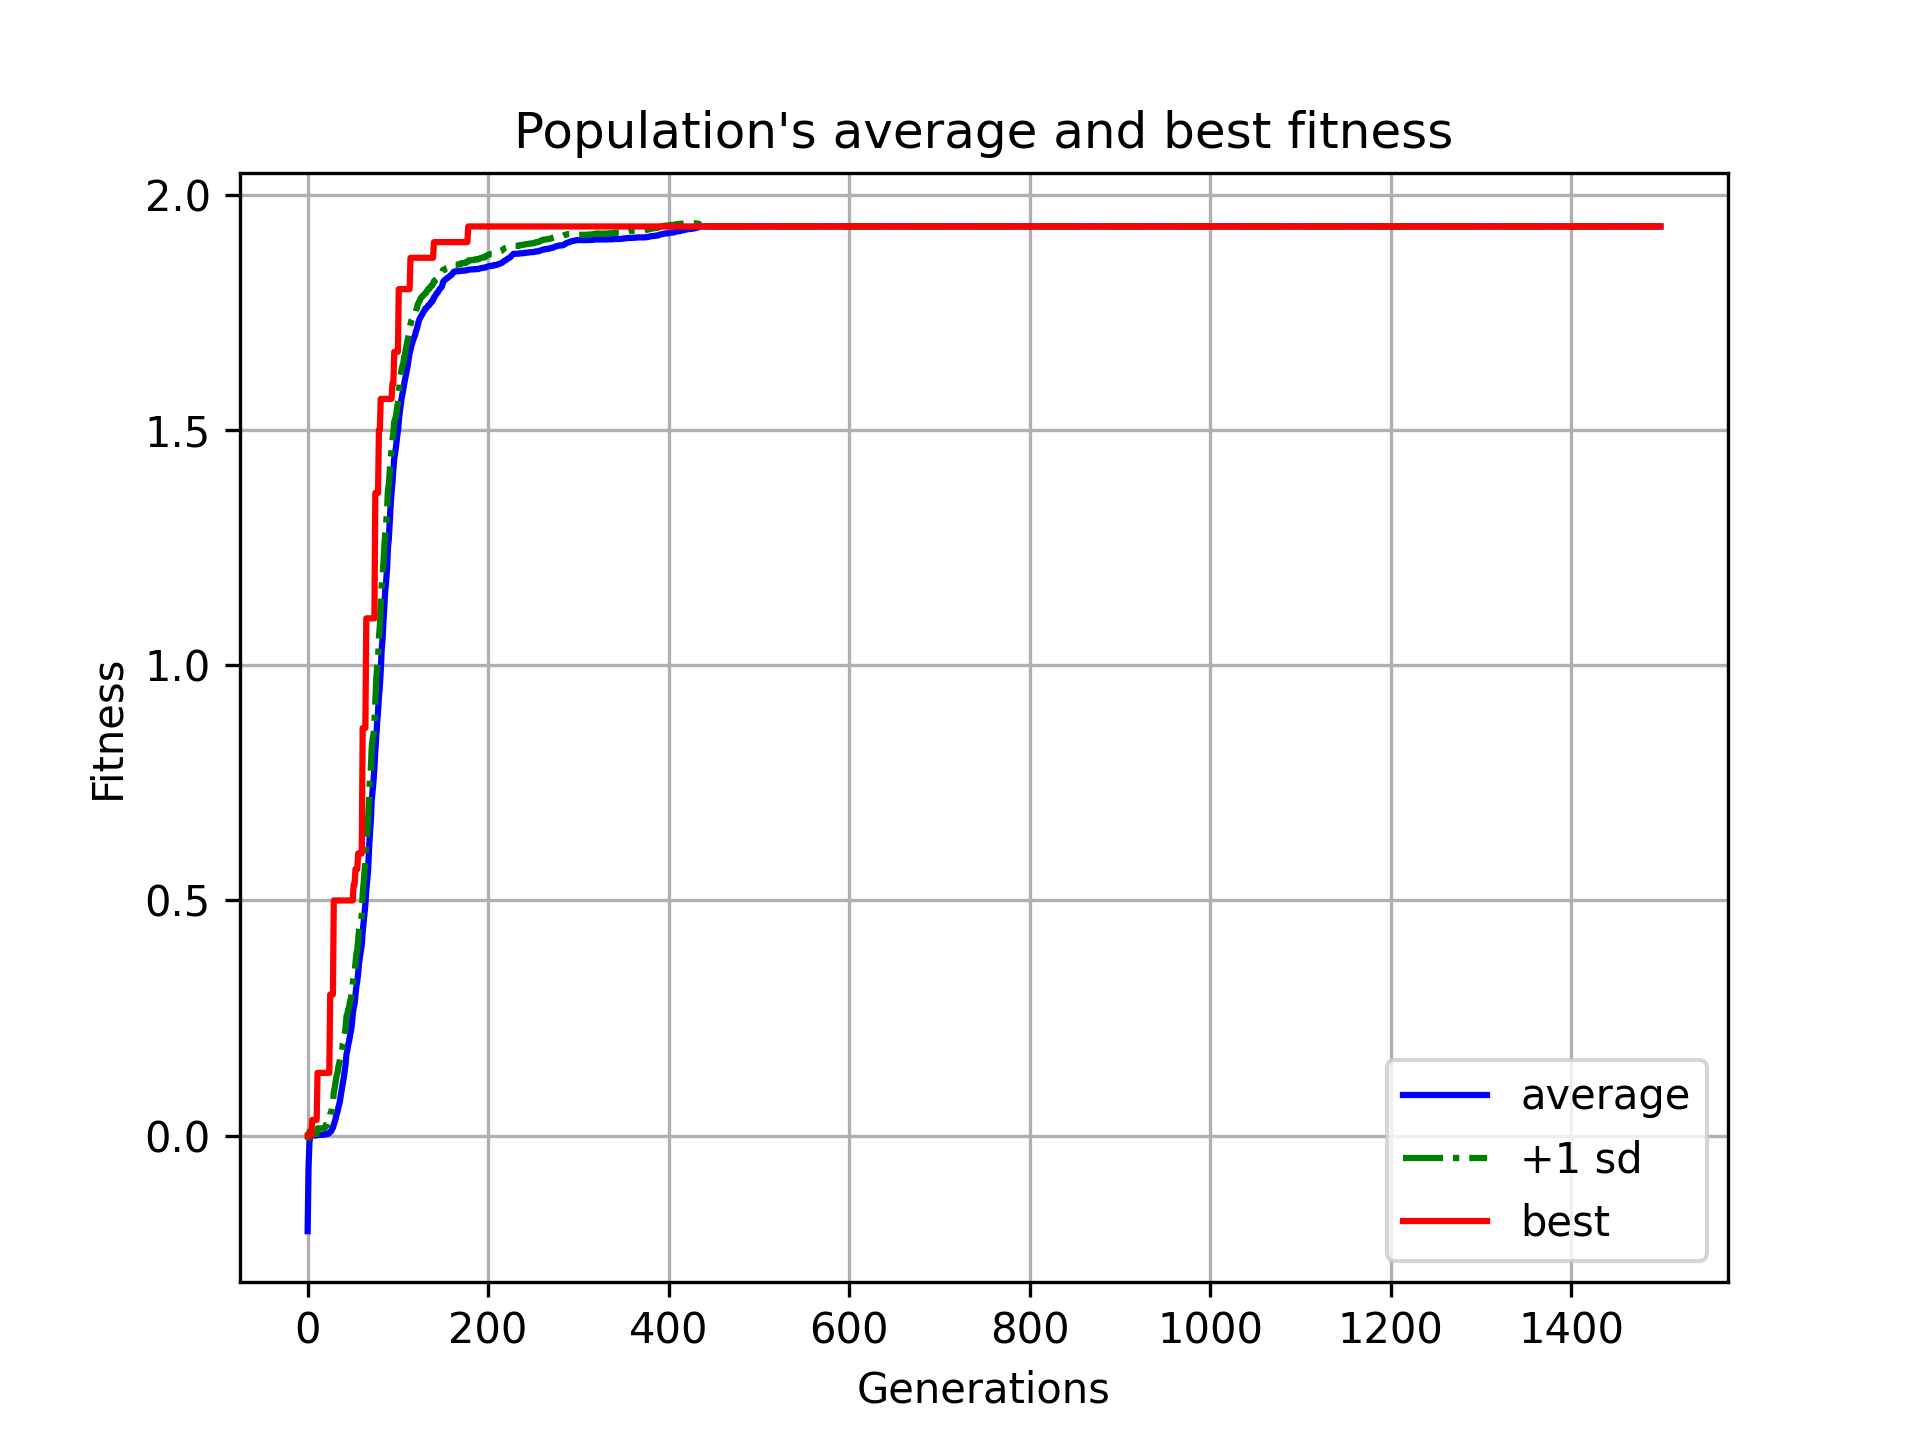 Population's average and best fitness
2.0
1.5
1.0
0.5
0.0
Fitness
average
+1 sd
best
0 200 400 600 800 1000 1200 1400
Generations